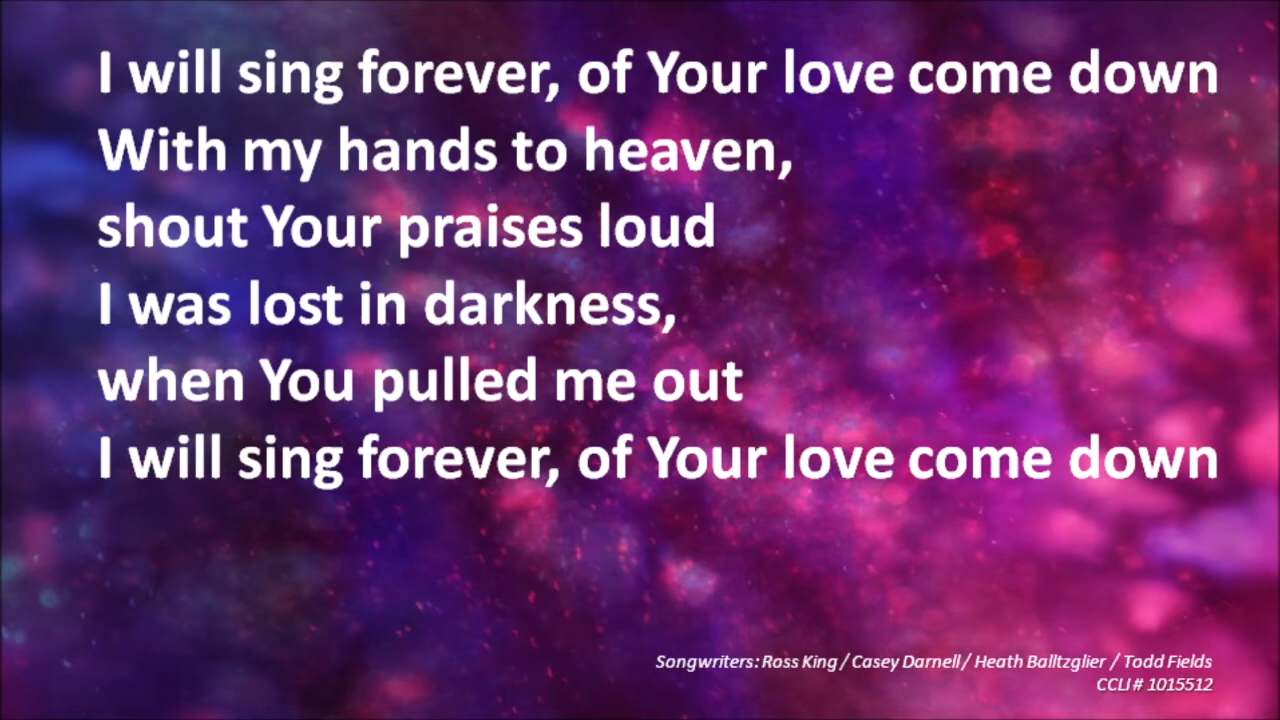 I will sing forever, of Your love come down
With my hands to heaven,
shout Your praises loud
I was lost in darkness,
when You pulled me out
I will sing forever, of Your love come down
Songwriters: Ross King / Casey Darnell / Heath Balltzglier / Todd Fields
CCLI # 1015512